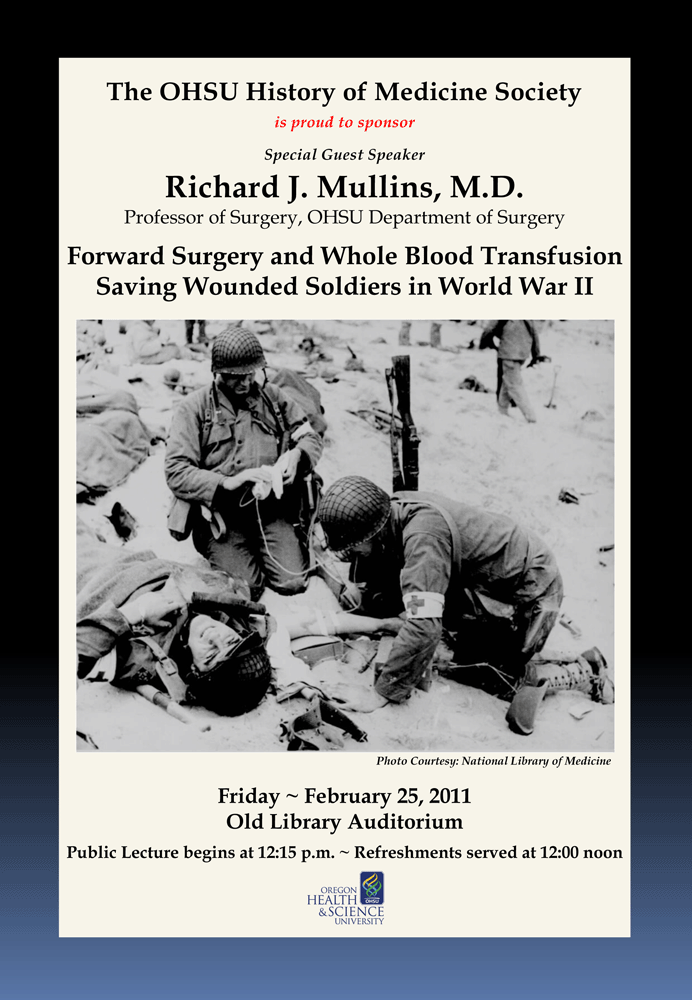 The OHSU History of Medicine Society
is proud to sponsor
Special Guest Speaker
Richard J. Mullins, M.D.
Professor of Surgery, OHSU Department of Surgery
Forward Surgery and Whole Blood Transfusion
Saving Wounded Soldiers in World War II
Photo Courtesy: National Library of Medicine
Friday ~ February 25, 2011
Old Library Auditorium
Public Lecture begins at 12:15 p.m. ~ Refreshments served at 12:00 noon
OREGON
HEALTH
&SCIENCE
UNIVERSITY
OHSU